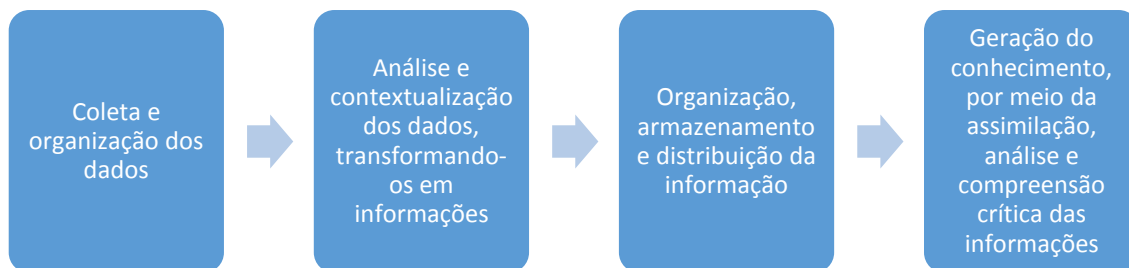 Coleta e
organização dos
dados
Análise e
contextualização
dos dados,
transformando-
os em
informações
Organização,
armazenamento
e distribuição da
informação
Geração do
conhecimento,
por meio da
assimilação,
análise e
compreensão
crítica das
informações